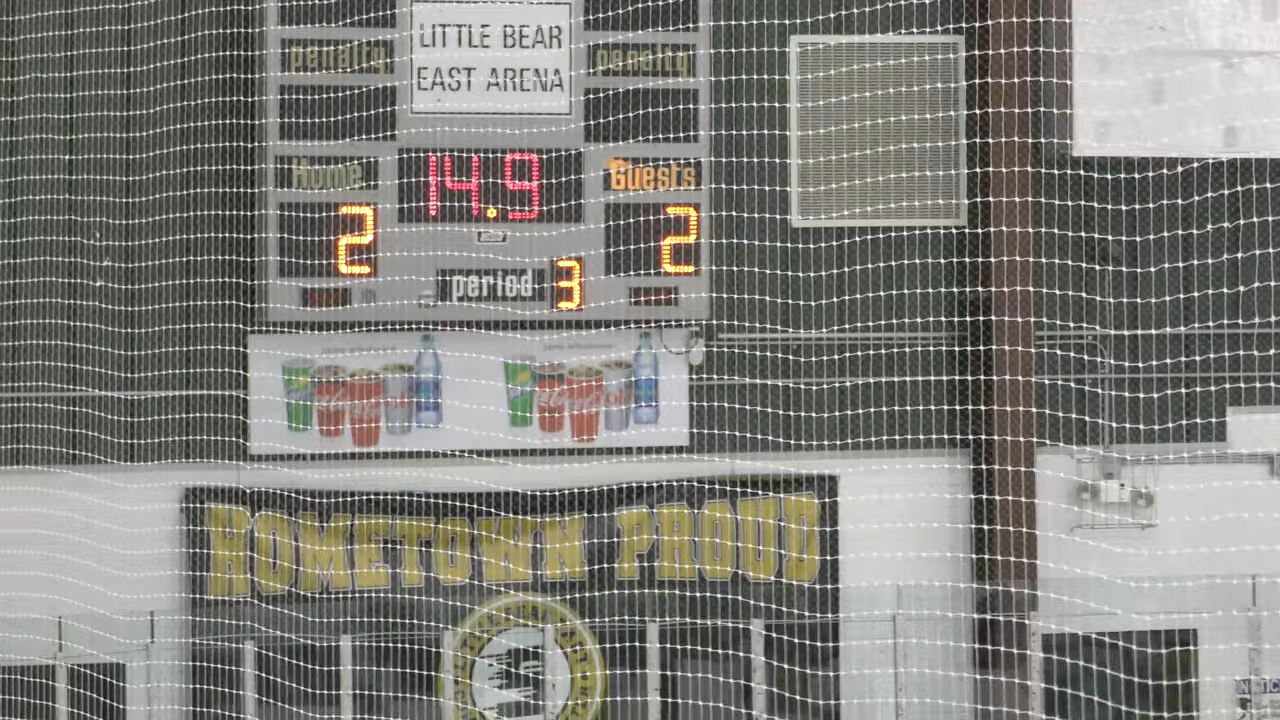 LITTLE BEAR
EAST ARENA
penalty
penalty
Home
14.9
Guests
2
2
period 3
HOMETOWN PROUD